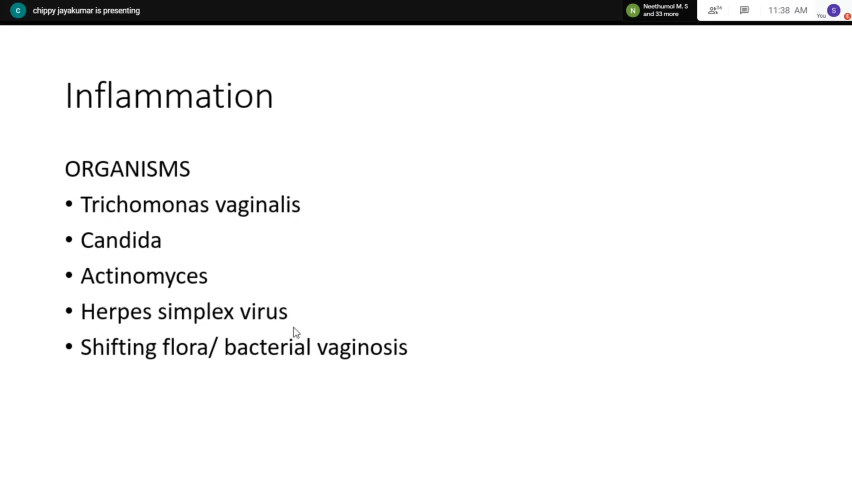 c chippy jayakumar is presenting
N Neethumol M. S
and 33 more
36
11:38 AM
You S
Inflammation
ORGANISMS
• Trichomonas vaginalis
• Candida
• Actinomyces
• Herpes simplex virus
• Shifting flora/ bacterial vaginosis